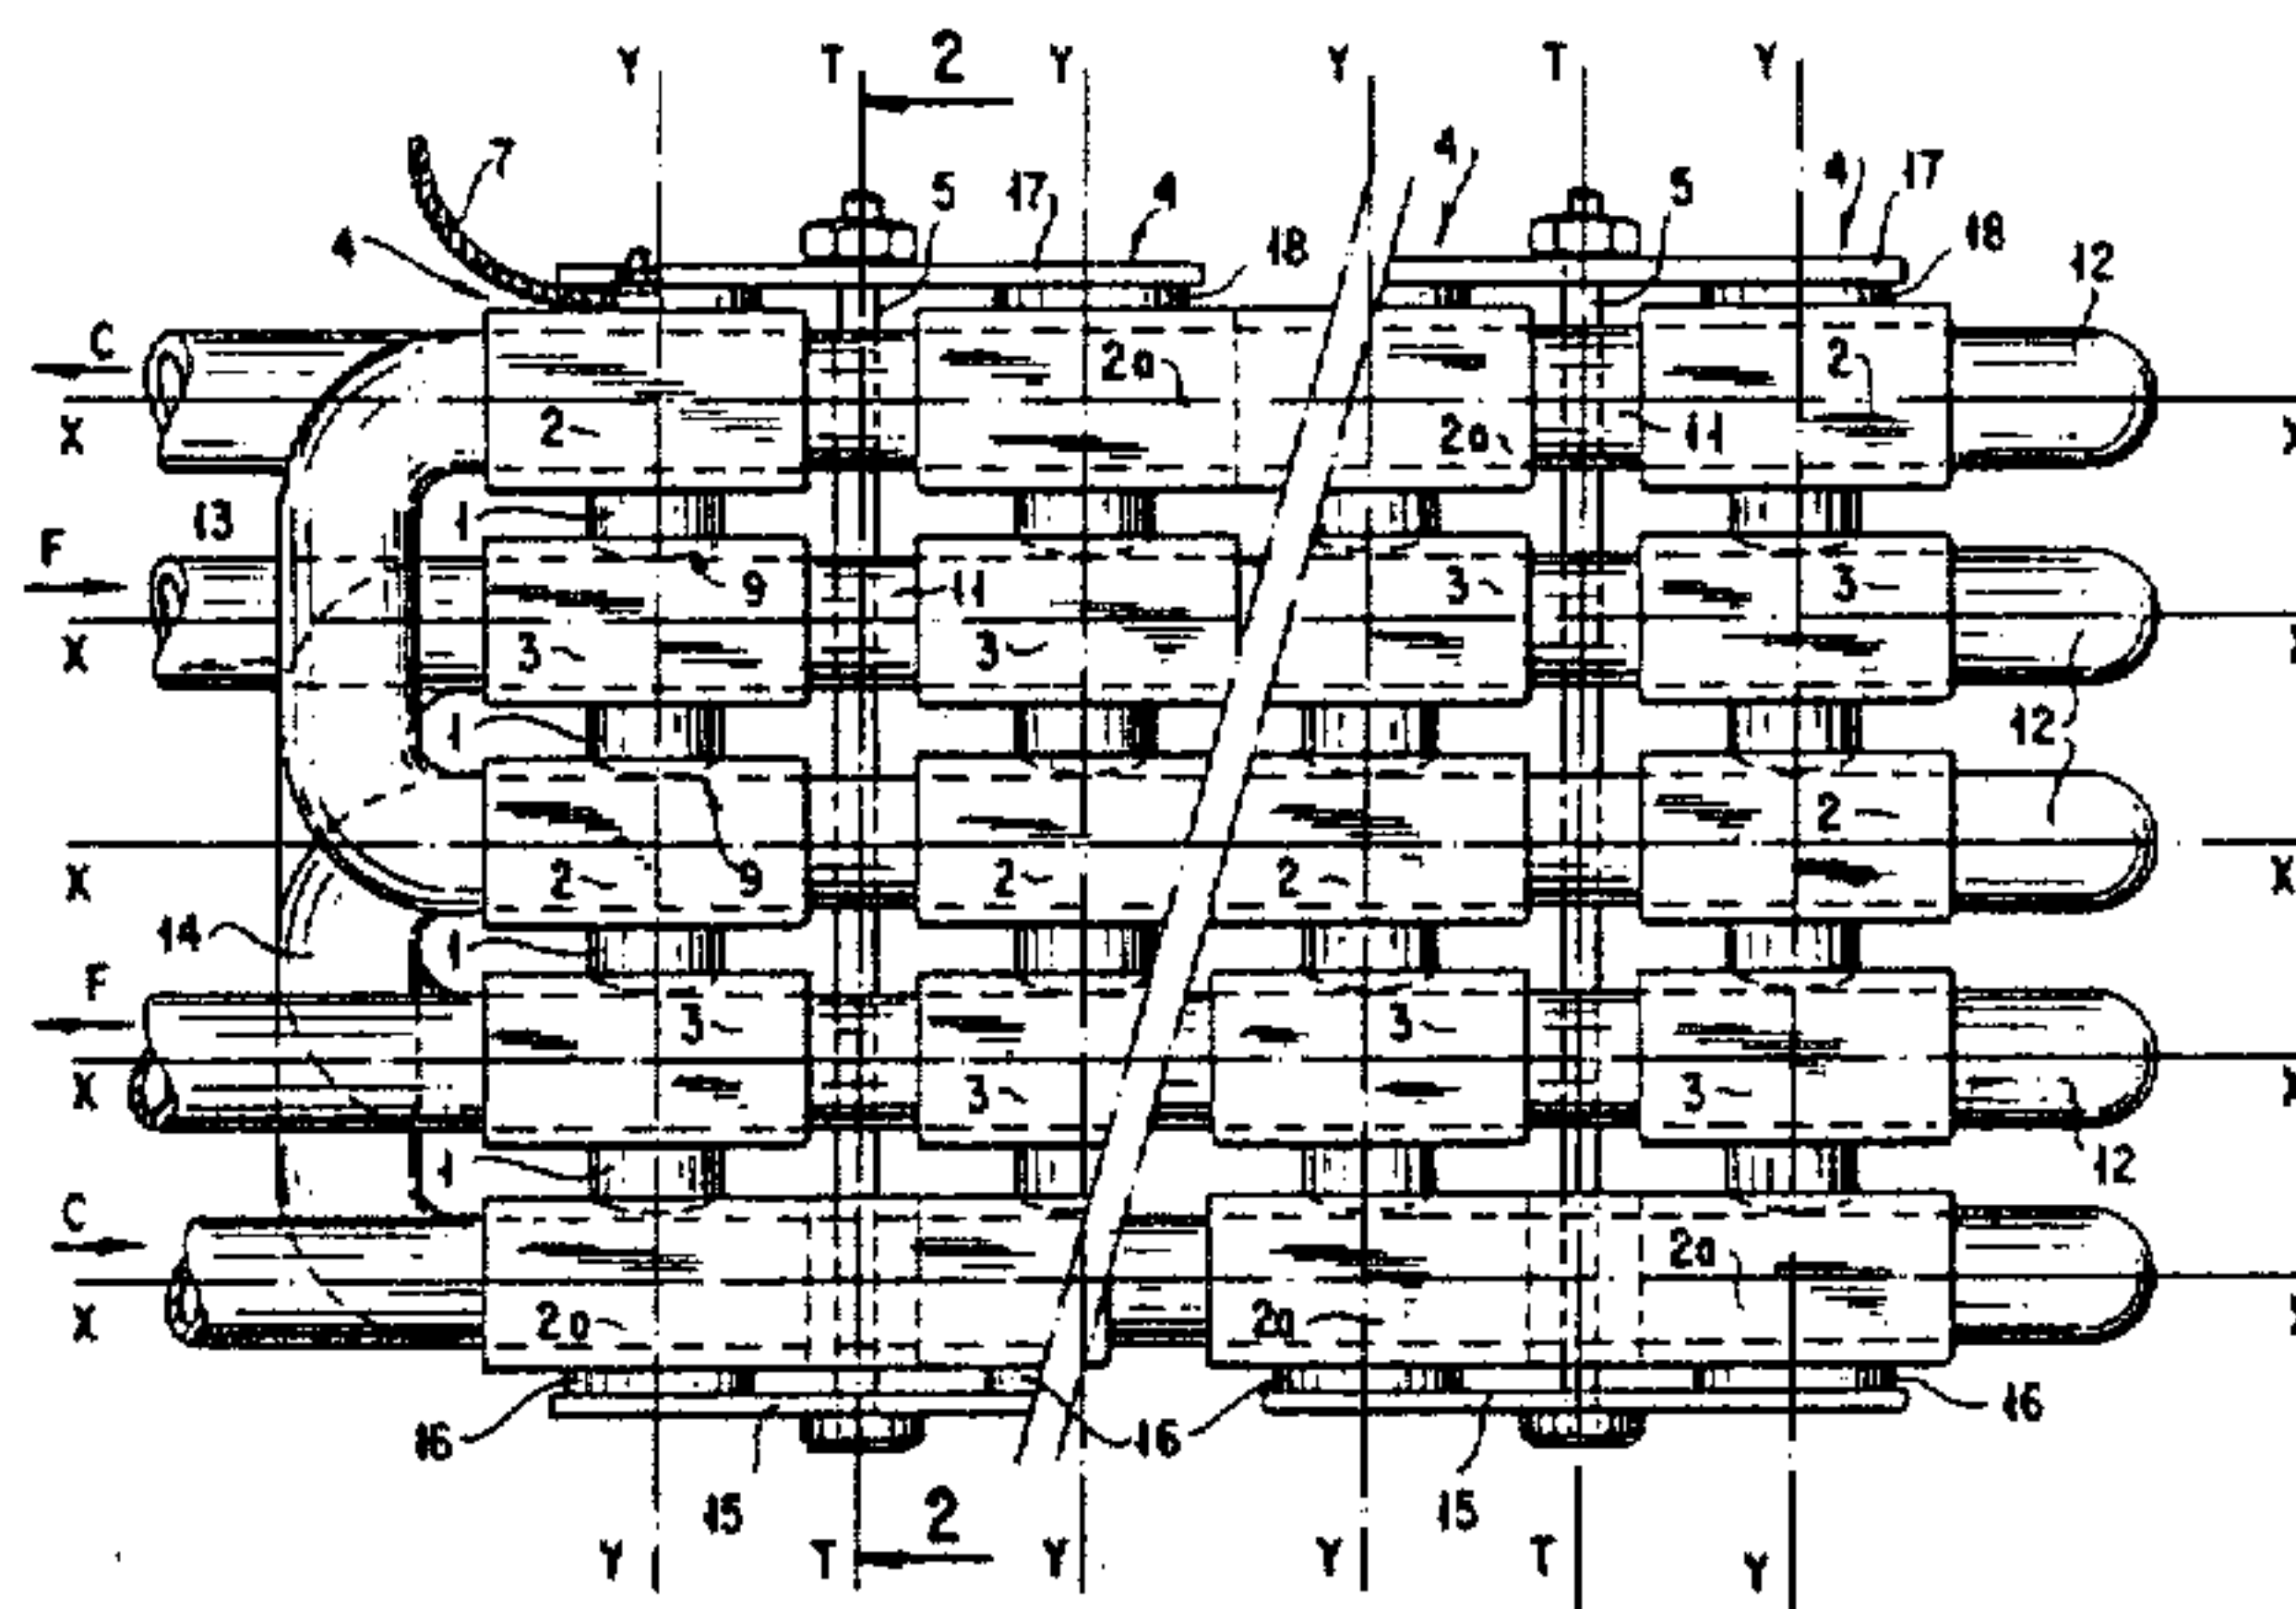 Y T 2 Y Y T Y
7 5 17 4 4 5 4 17
4 18 18 12
C 2a 2
X 2 2a 11 X
13 1
F 9 11 3 3
X 3 3
1 12
2
X 2 9 2 2 X
14 1
F 3 3
X 3 3 X
1 12
C 2a
X 2a 2a
16 16 16
15 2 15
Y T Y Y T Y